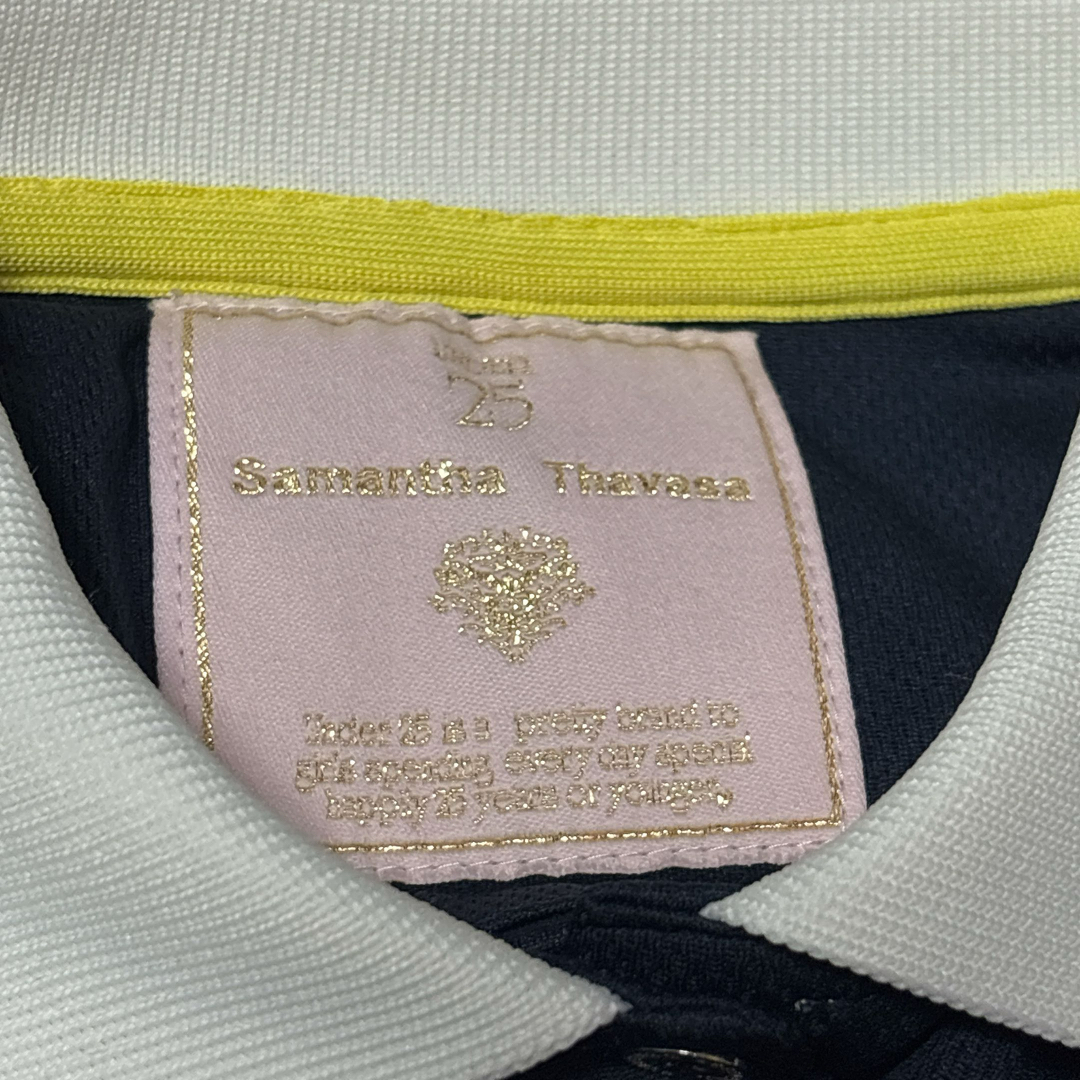 UNDER
25
Samantha Thavasa
Under 25 is a pretty brand to
girls spending every day special
happily 25 years or younger,